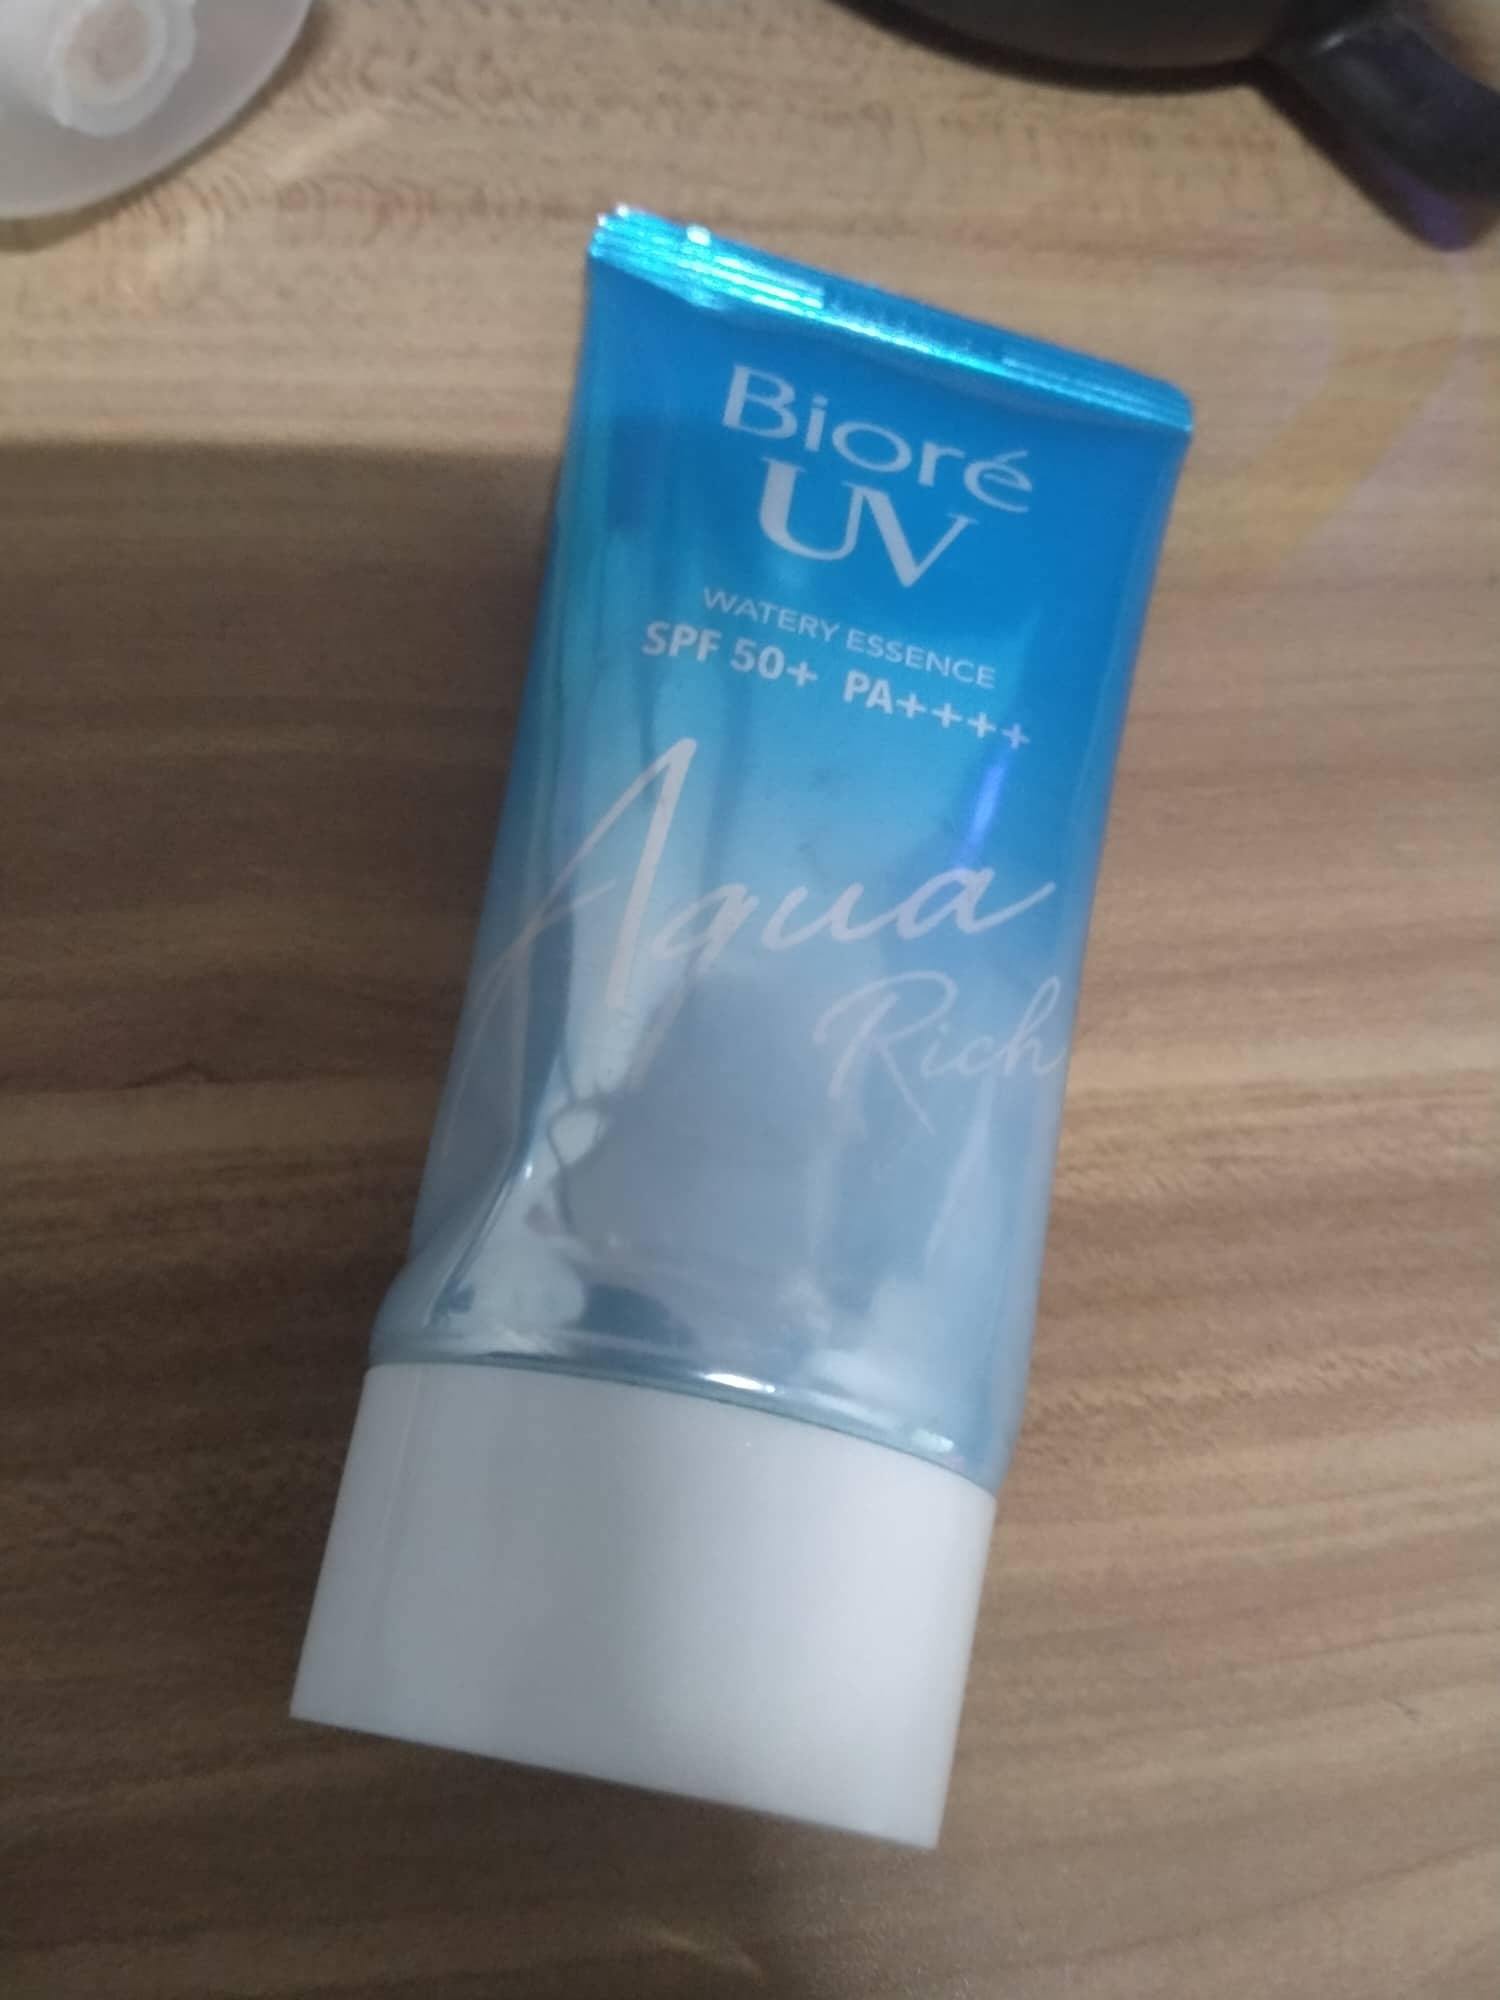 Bioré
UV
WATERY ESSENCE
SPF 50+ PA++++
Aqua
Rich